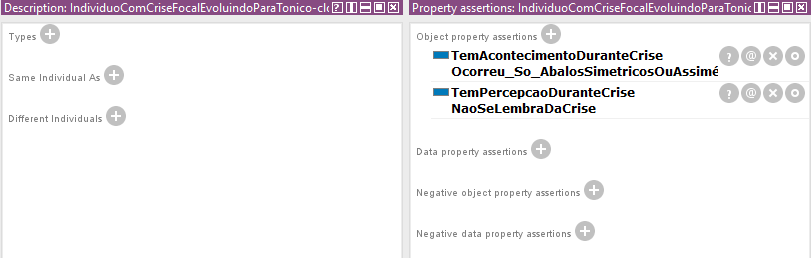 Description: IndividuoComCriseFocalEvoluindoParaTonico-clo
Types
Same Individual As
Different Individuals
Property assertions: IndividuoComCriseFocalEvoluindoParaTonic
Object property assertions
TemAcontecimentoDuranteCrise
Ocorreu_So_AbalosSimetricosOuAssimé
TemPercepcaoDuranteCrise
NaoSeLembraDaCrise
Data property assertions
Negative object property assertions
Negative data property assertions